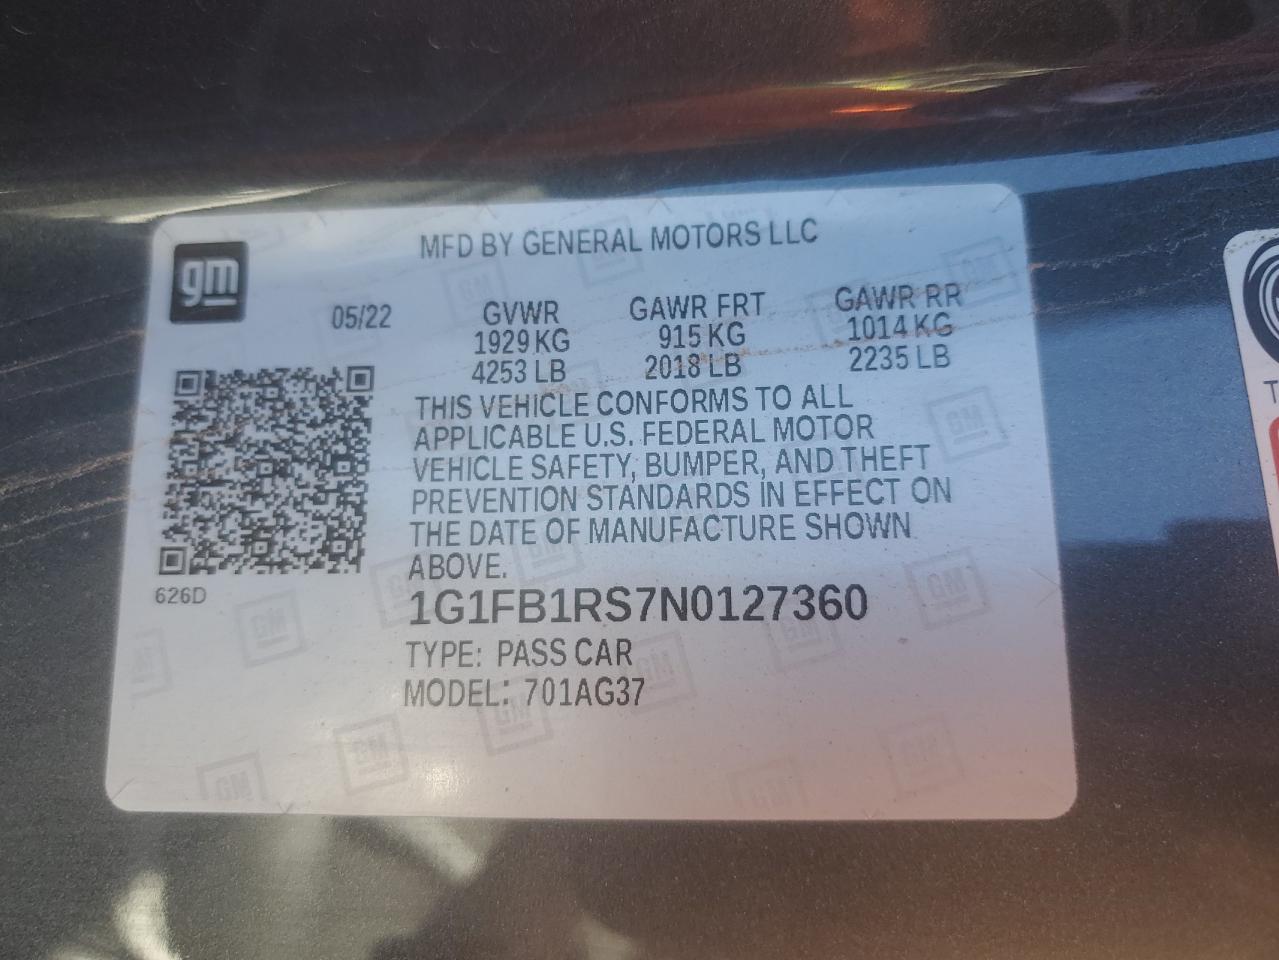 gm
MFD BY GENERAL MOTORS LLC
05/22 GVWR GAWR FRT GAWR RR
1929 KG 915 KG 1014 KG
4253 LB 2018 LB 2235 LB
THIS VEHICLE CONFORMS TO ALL
APPLICABLE U.S. FEDERAL MOTOR
VEHICLE SAFETY, BUMPER, AND THEFT
PREVENTION STANDARDS IN EFFECT ON
THE DATE OF MANUFACTURE SHOWN
ABOVE.
626D
1G1FB1RS7N0127360
TYPE: PASS CAR
MODEL: 701AG37